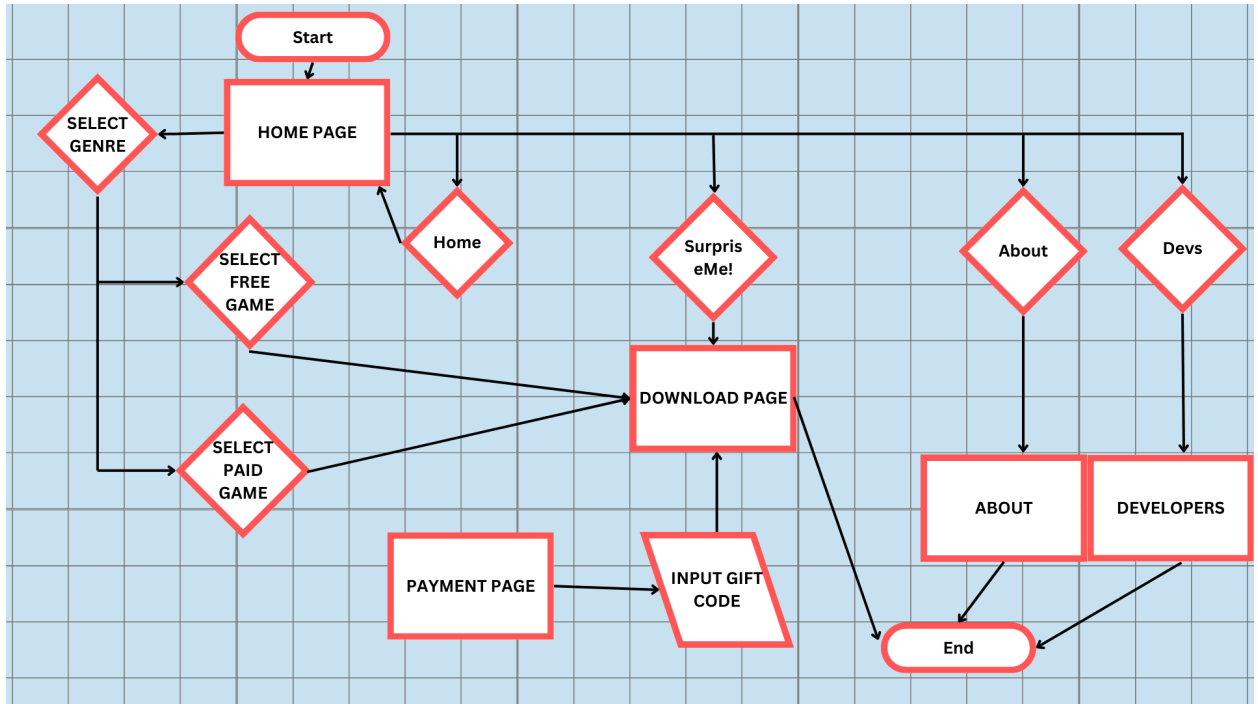 Start
SELECT
GENRE
HOME PAGE
SELECT
FREE
GAME
Home
Surpris
eMe!
About
Devs
DOWNLOAD PAGE
SELECT
PAID
GAME
ABOUT
DEVELOPERS
PAYMENT PAGE
INPUT GIFT
CODE
End